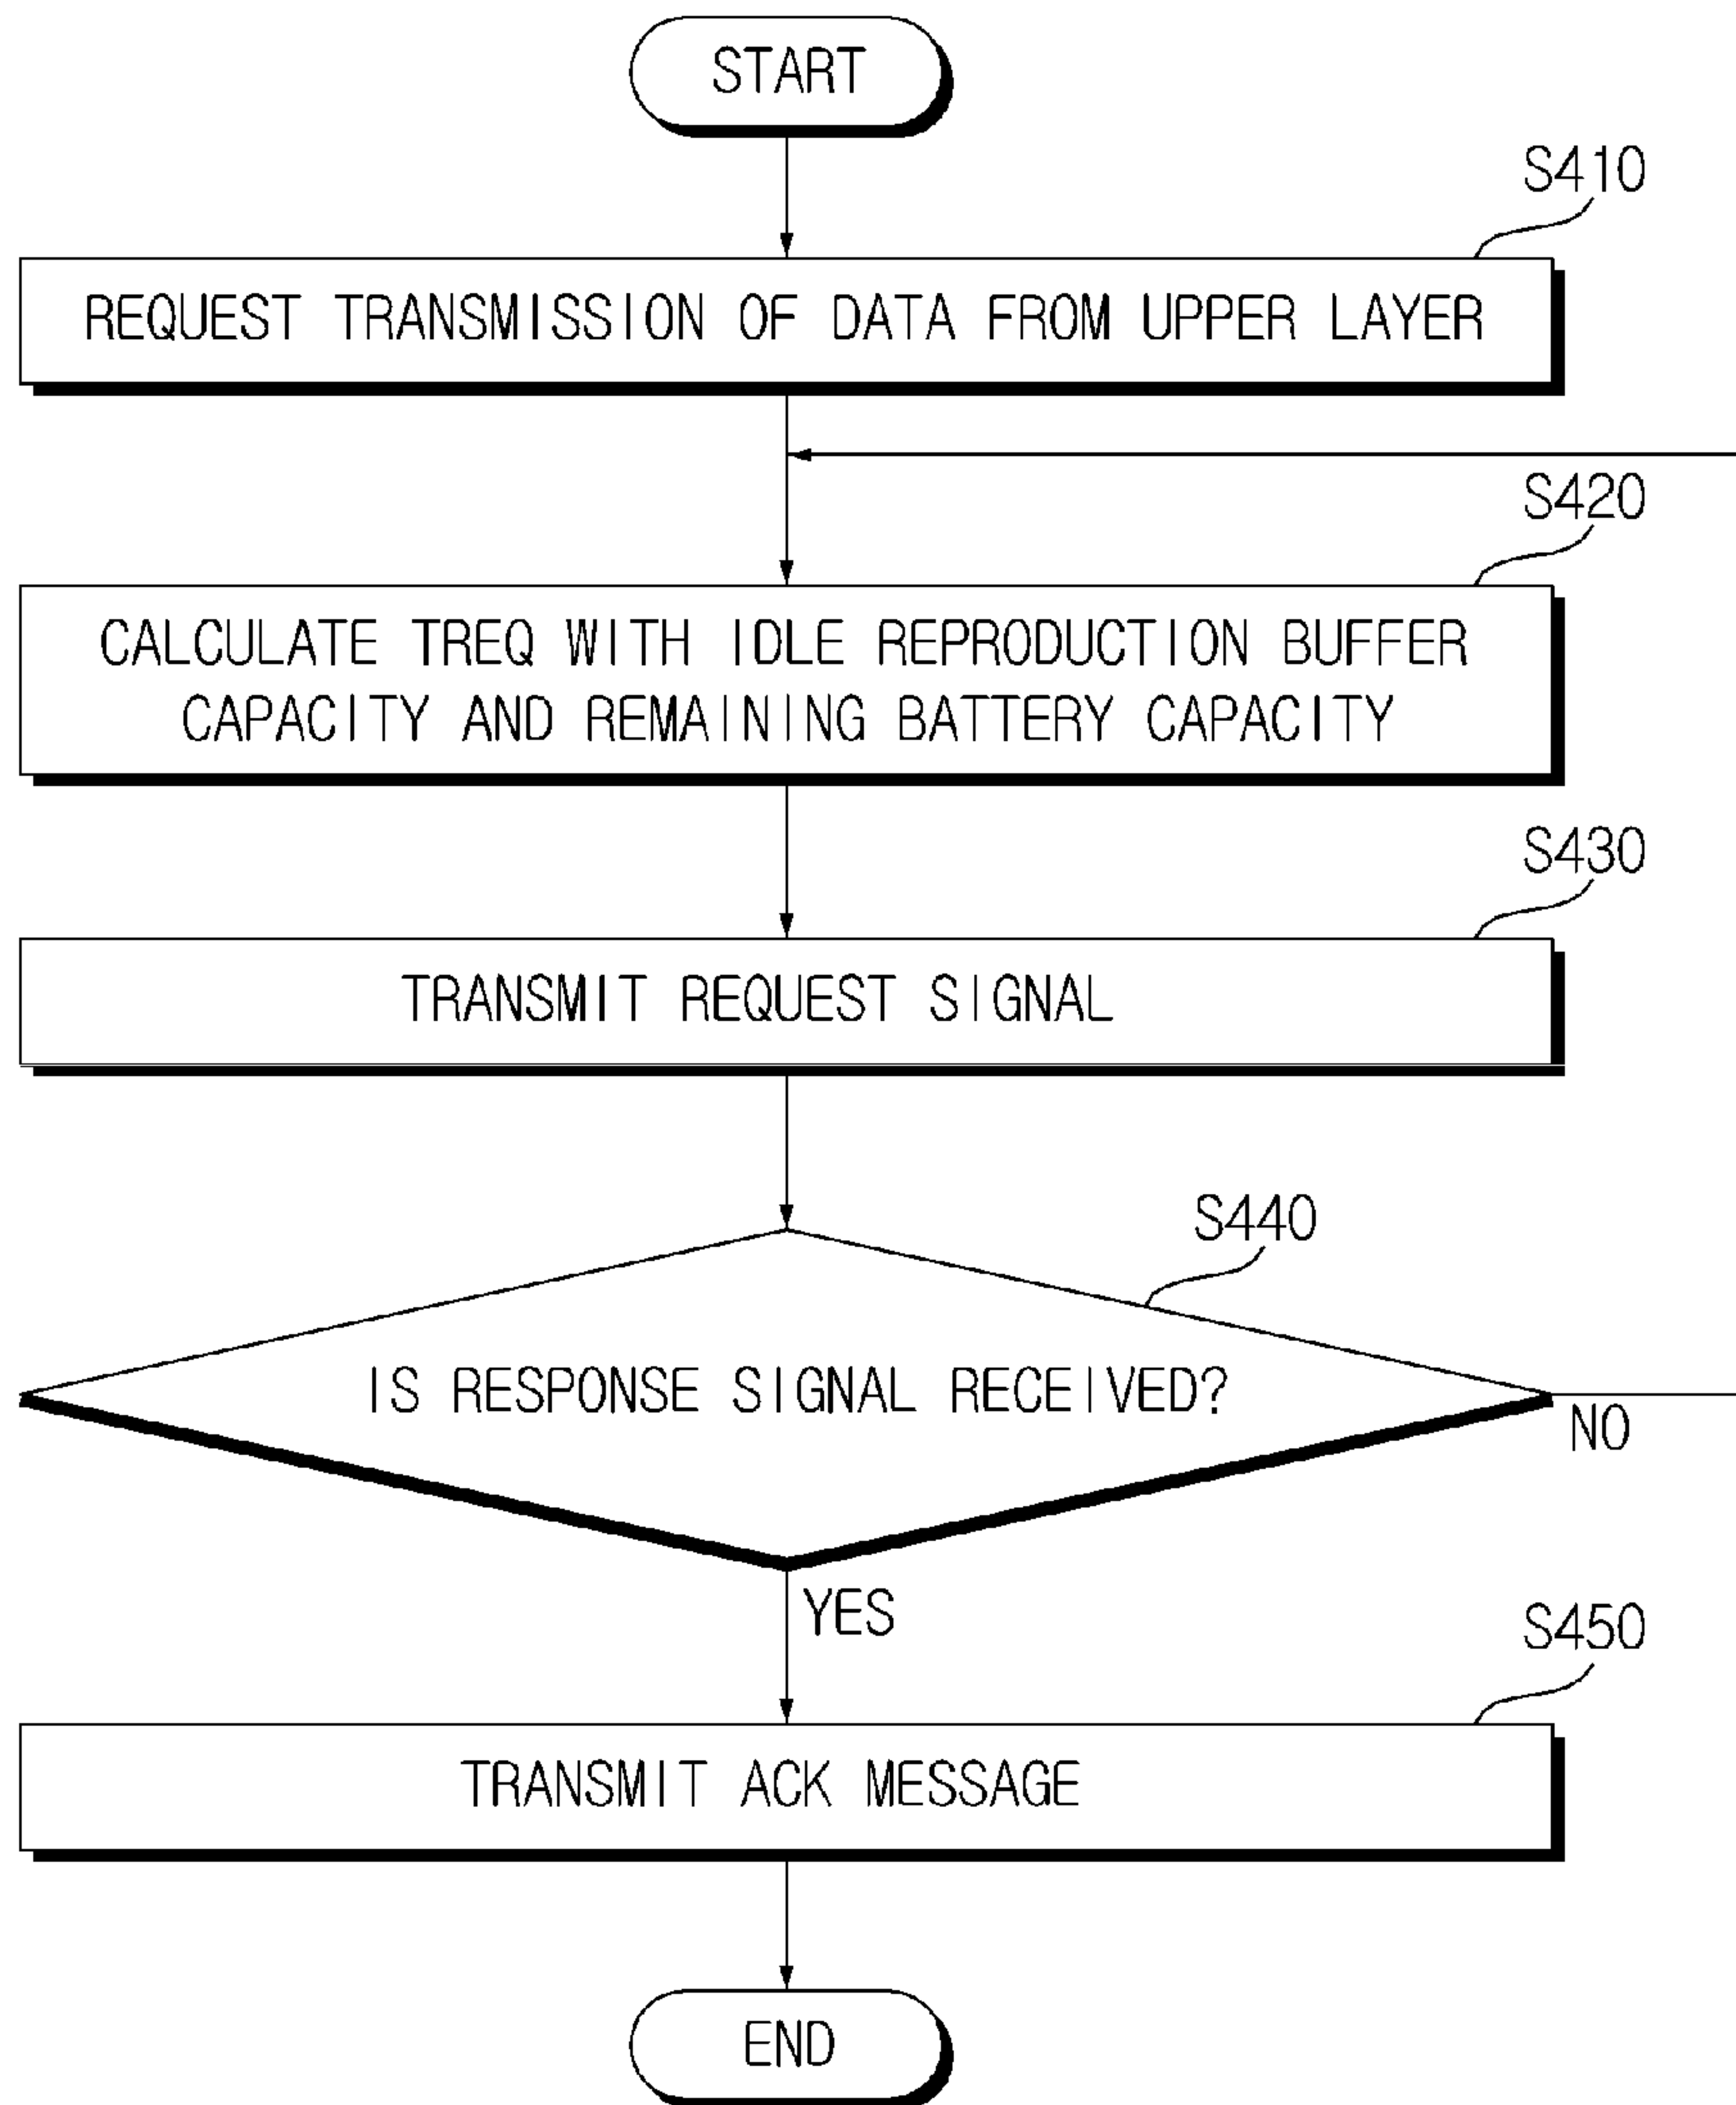 START
S410
REQUEST TRANSMISSION OF DATA FROM UPPER LAYER
S420
CALCULATE TREQ WITH IDLE REPRODUCTION BUFFER
CAPACITY AND REMAINING BATTERY CAPACITY
S430
TRANSMIT REQUEST SIGNAL
S440
IS RESPONSE SIGNAL RECEIVED?
NO
YES
S450
TRANSMIT ACK MESSAGE
END